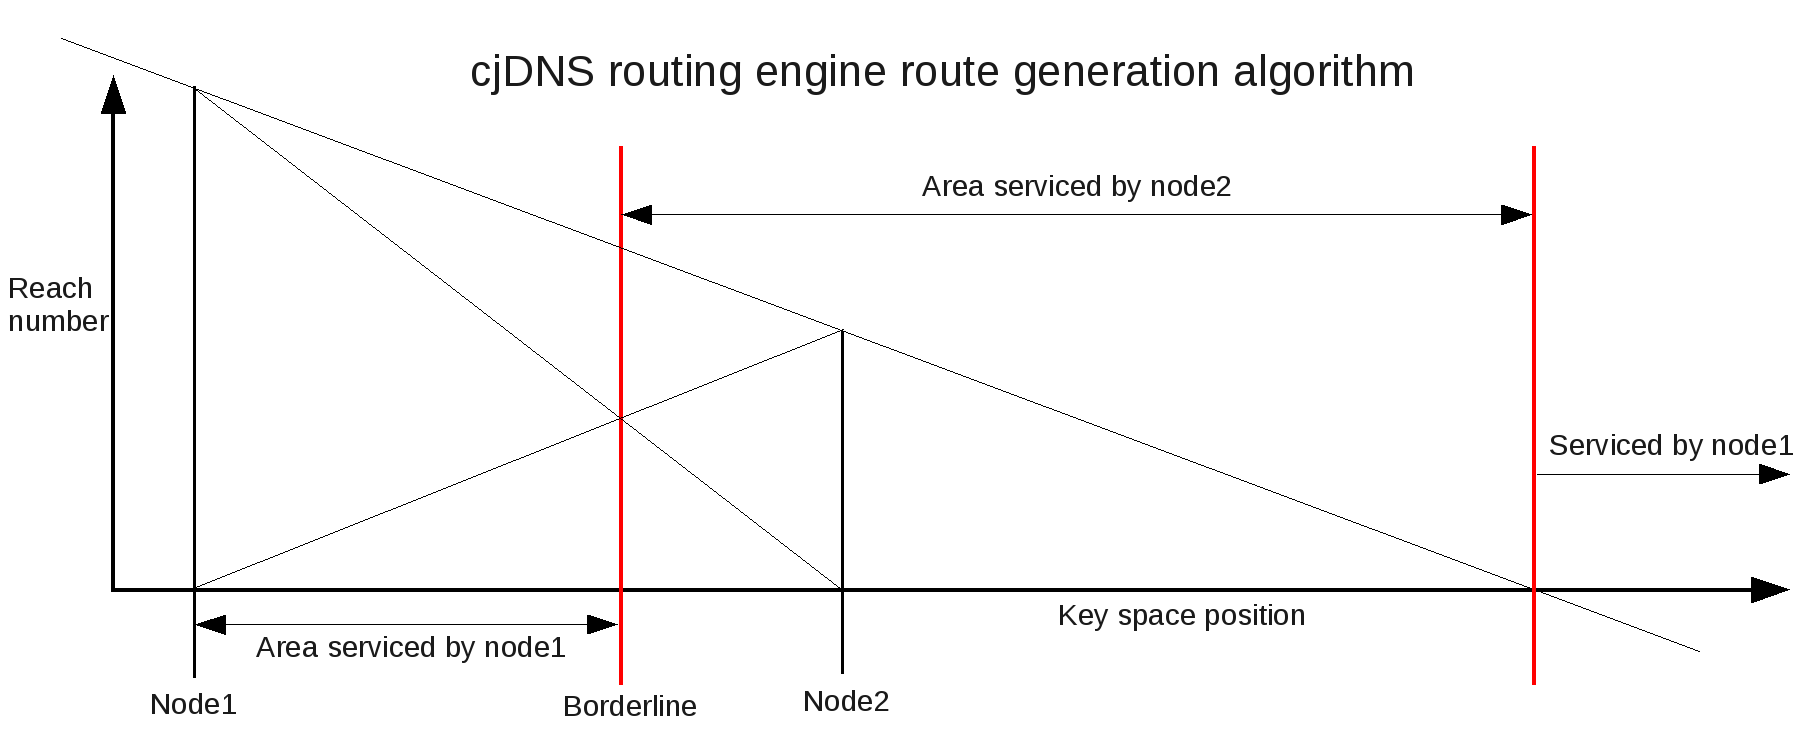 cjDNS routing engine route generation algorithm
Area serviced by node2
Reach
number
Serviced by node1
Key space position
Area serviced by node1
Node1
Borderline
Node2